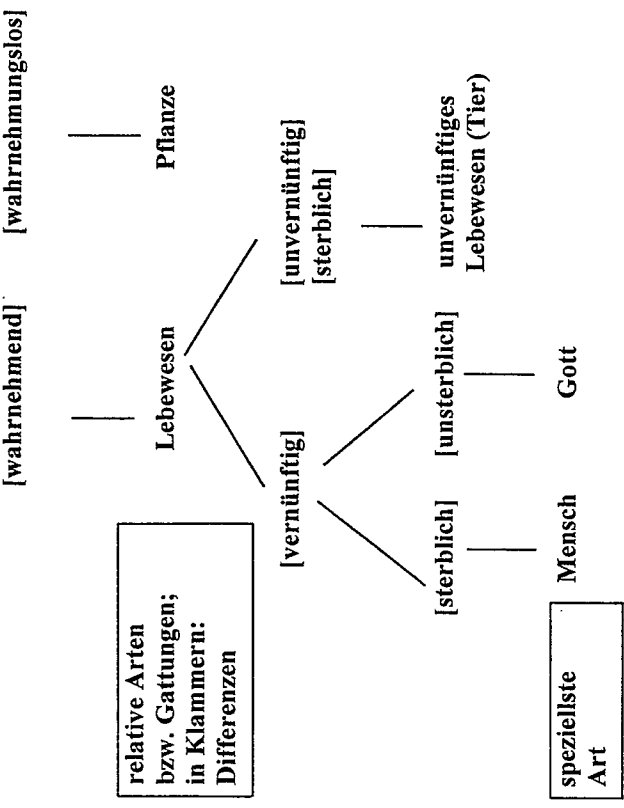 [wahrnehmend]
[wahrnehmungslos]
Lebewesen
Pflanze
relative Arten
bzw. Gattungen;
in Klammern:
Differenzen
[vernünftig]
[unvernünftig]
[sterblich]
[sterblich]
[unsterblich]
unvernünftiges
Lebewesen (Tier)
speziellste
Art
Mensch
Gott